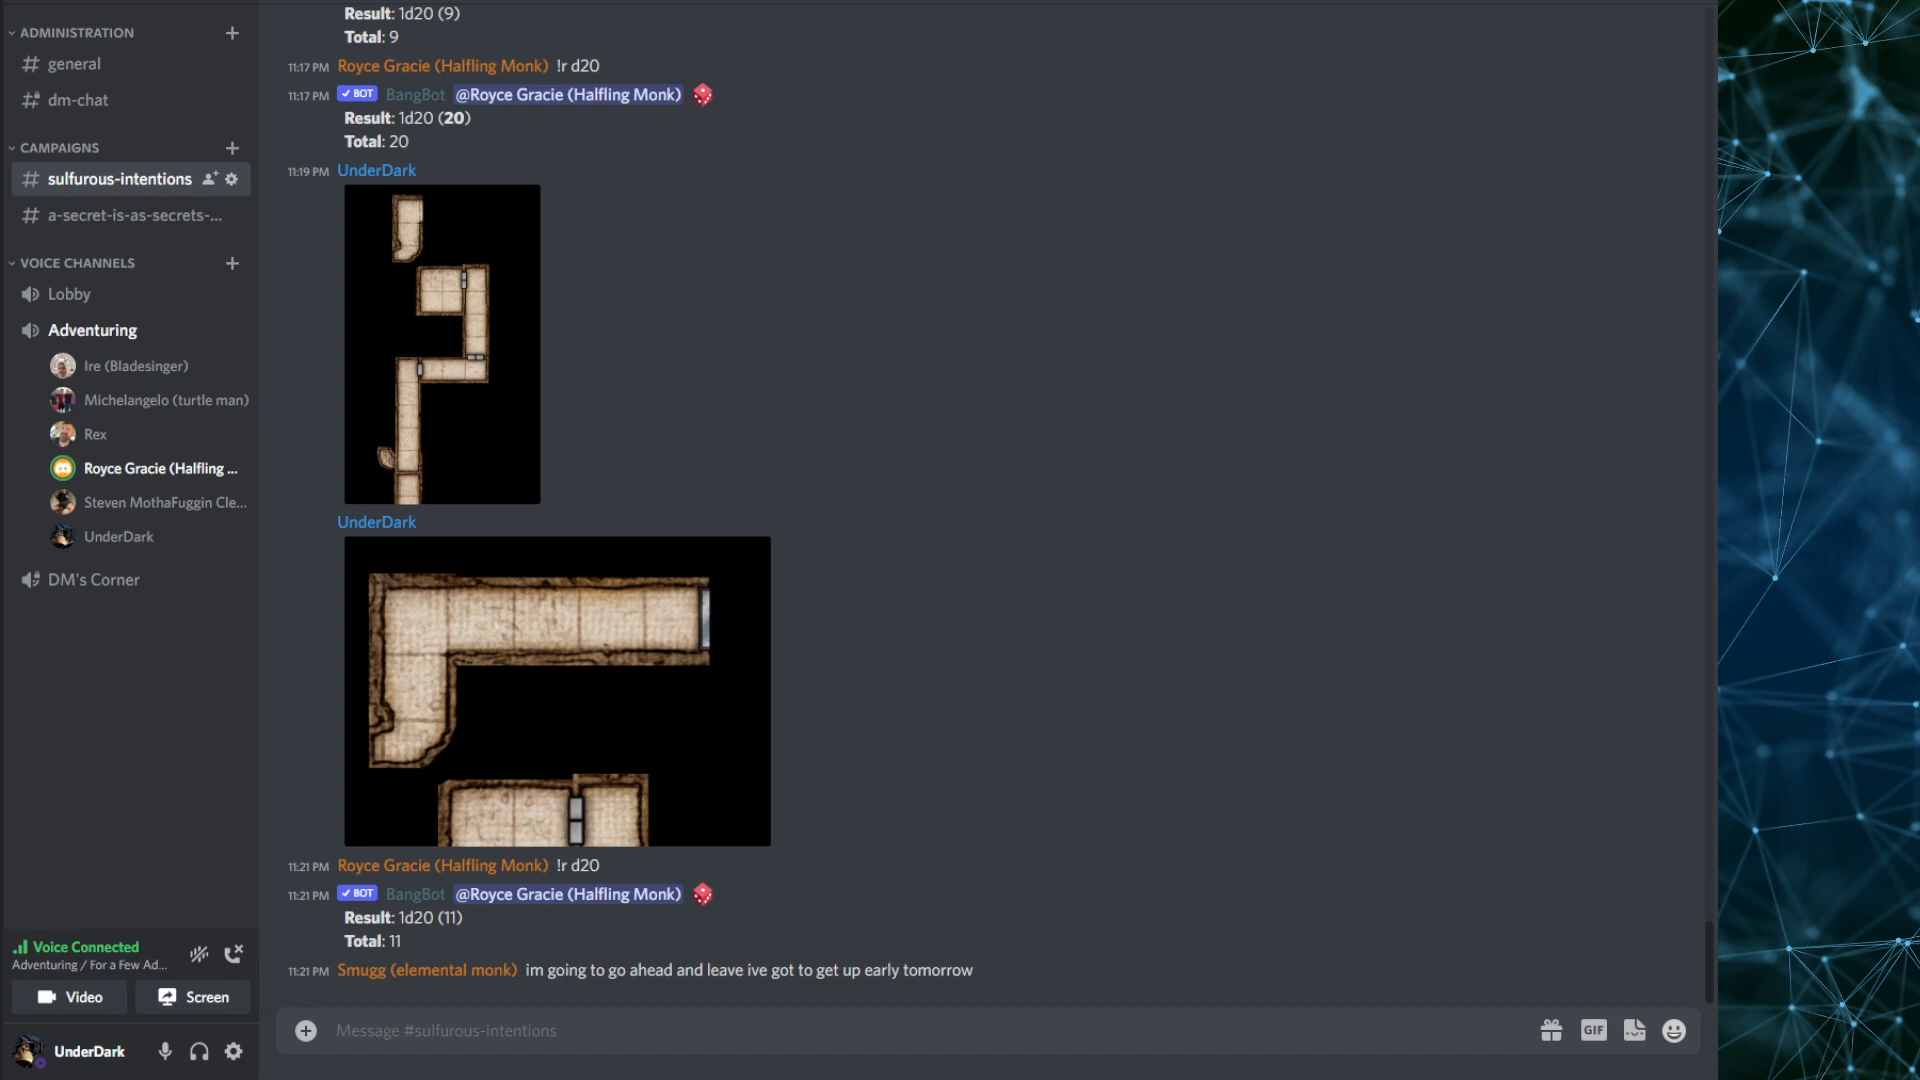 ADMINISTRATION
general
dm-chat
CAMPAIGNS
sulfurous-intentions
a-secret-is-as-secrets-...
VOICE CHANNELS
Lobby
Adventuring
Ire (Bladesinger)
Michelangelo (turtle man)
Rex
Royce Gracie (Halfling ...
Steven MothaFuggin Cle...
UnderDark
DM's Corner
Voice Connected
Adventuring / For a Few Ad...
Video Screen
UnderDark
Result: 1d20 (9)
Total: 9
11:17 PM Royce Gracie (Halfling Monk) !r d20
11:17 PM BOT BangBot @Royce Gracie (Halfling Monk)
Result: 1d20 (20)
Total: 20
11:19 PM UnderDark
UnderDark
11:21 PM Royce Gracie (Halfling Monk) !r d20
11:21 PM BOT BangBot @Royce Gracie (Halfling Monk)
Result: 1d20 (11)
Total: 11
11:21 PM Smugg (elemental monk) im going to go ahead and leave ive got to get up early tomorrow
Message #sulfurous-intentions
GIF